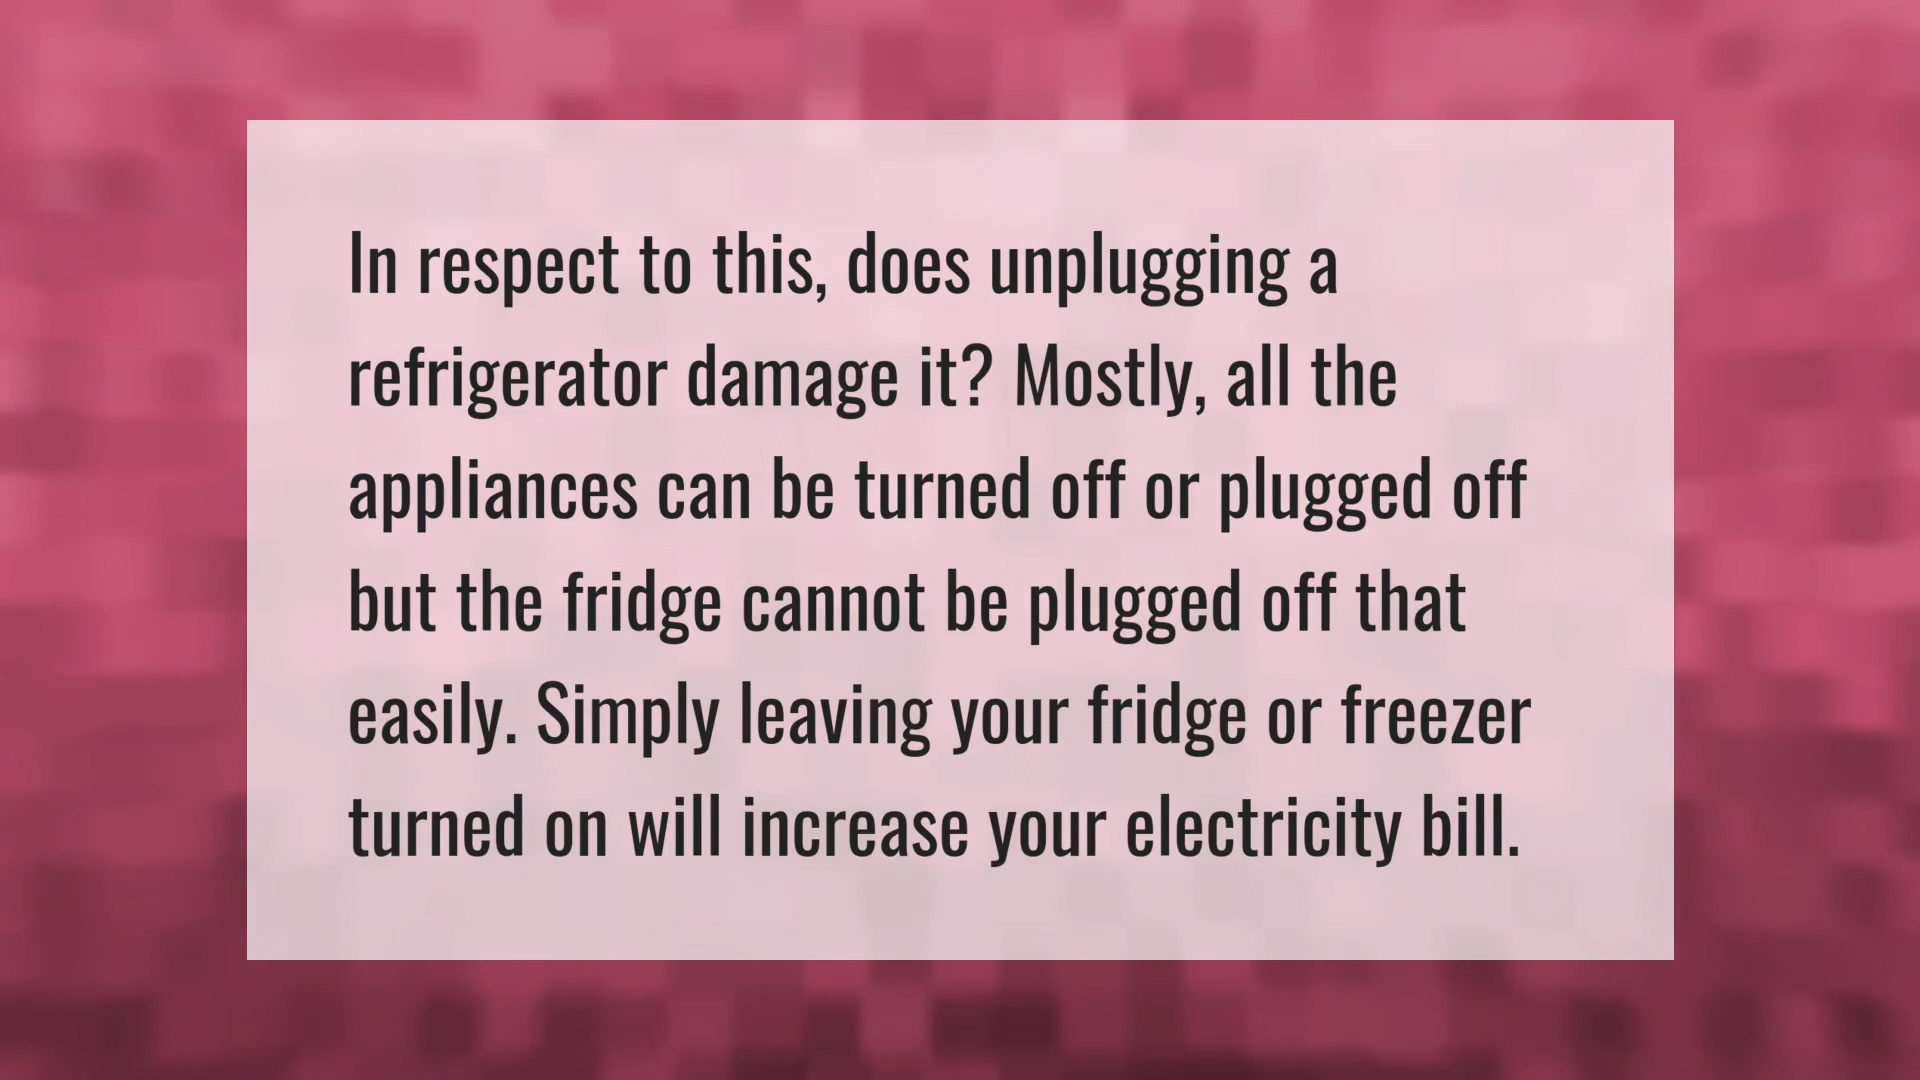 In respect to this, does unplugging a
refrigerator damage it? Mostly, all the
appliances can be turned off or plugged off
but the fridge cannot be plugged off that
easily. Simply leaving your fridge or freezer
turned on will increase your electricity bill.